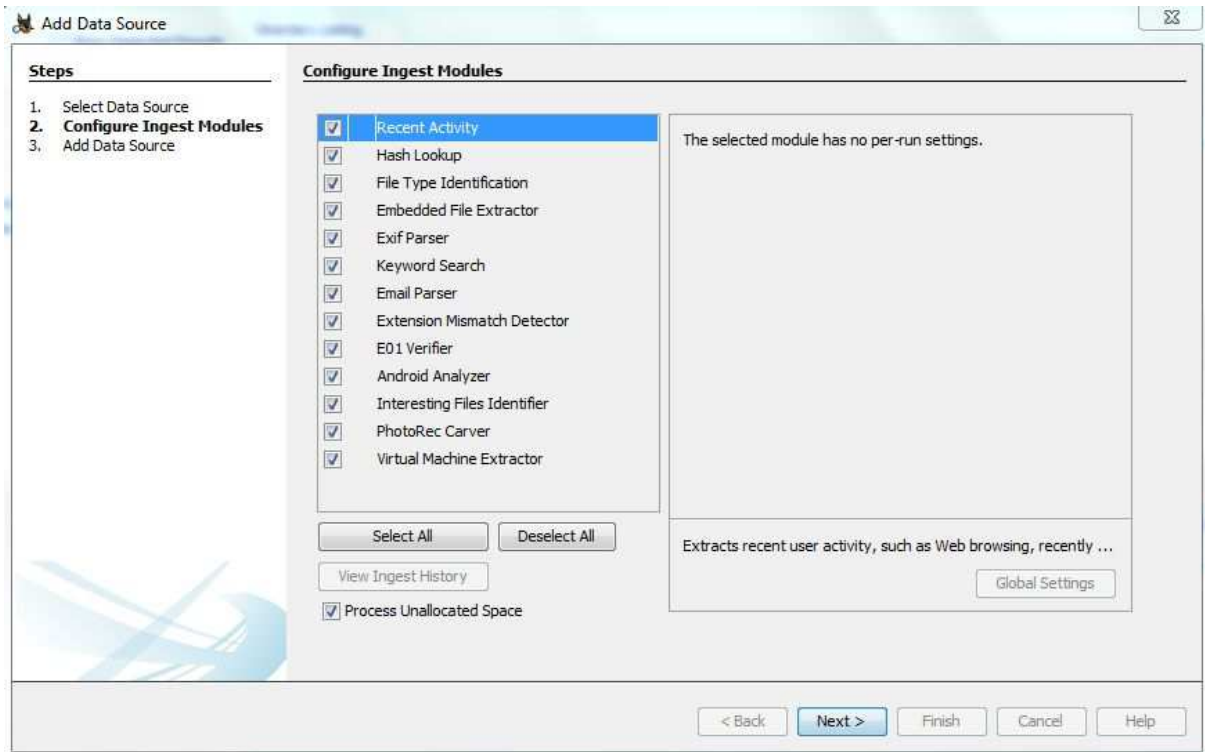 Add Data Source
Steps
1. Select Data Source
2. Configure Ingest Modules
3. Add Data Source
Configure Ingest Modules
Recent Activity
Hash Lookup
File Type Identification
Embedded File Extractor
Exif Parser
Keyword Search
Email Parser
Extension Mismatch Detector
E01 Verifier
Android Analyzer
Interesting Files Identifier
PhotoRec Carver
Virtual Machine Extractor
Select All
Deselect All
View Ingest History
Process Unallocated Space
The selected module has no per-run settings.
Extracts recent user activity, such as Web browsing, recently ...
Global Settings
< Back
Next >
Finish
Cancel
Help